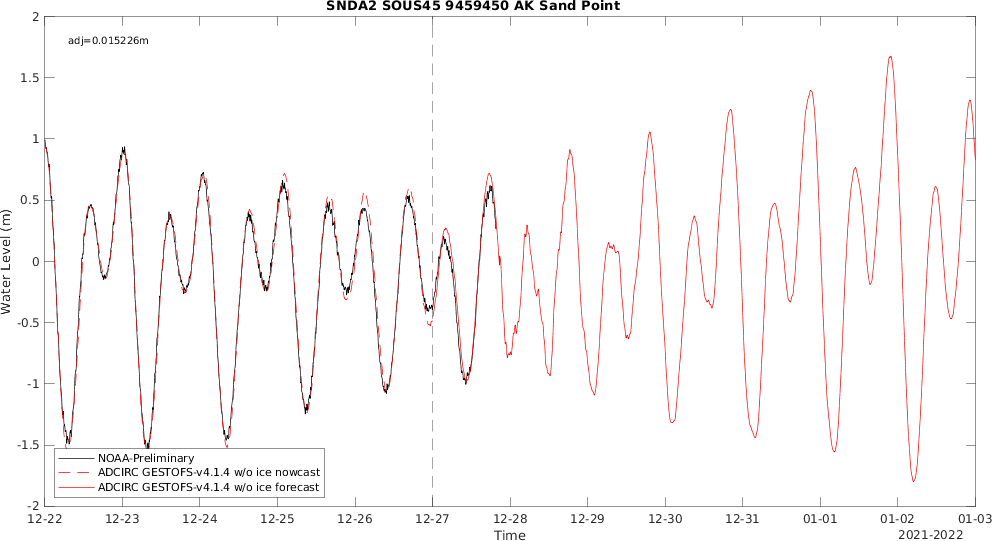 SNDA2 SOUS45 9459450 AK Sand Point
adj=0.015226m
Water Level (m)
2
1.5
1
0.5
0
-0.5
-1
-1.5
-2
NOAA-Preliminary
ADCIRC GESTOFS-v4.1.4 w/o ice nowcast
ADCIRC GESTOFS-v4.1.4 w/o ice forecast
12-22 12-23 12-24 12-25 12-26 12-27 12-28 12-29 12-30 12-31 01-01 01-02 01-03
Time
2021-2022